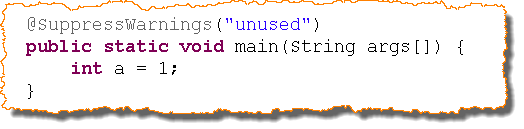 @SuppressWarnings("unused")
public static void main(String args[]) {
    int a = 1;
}